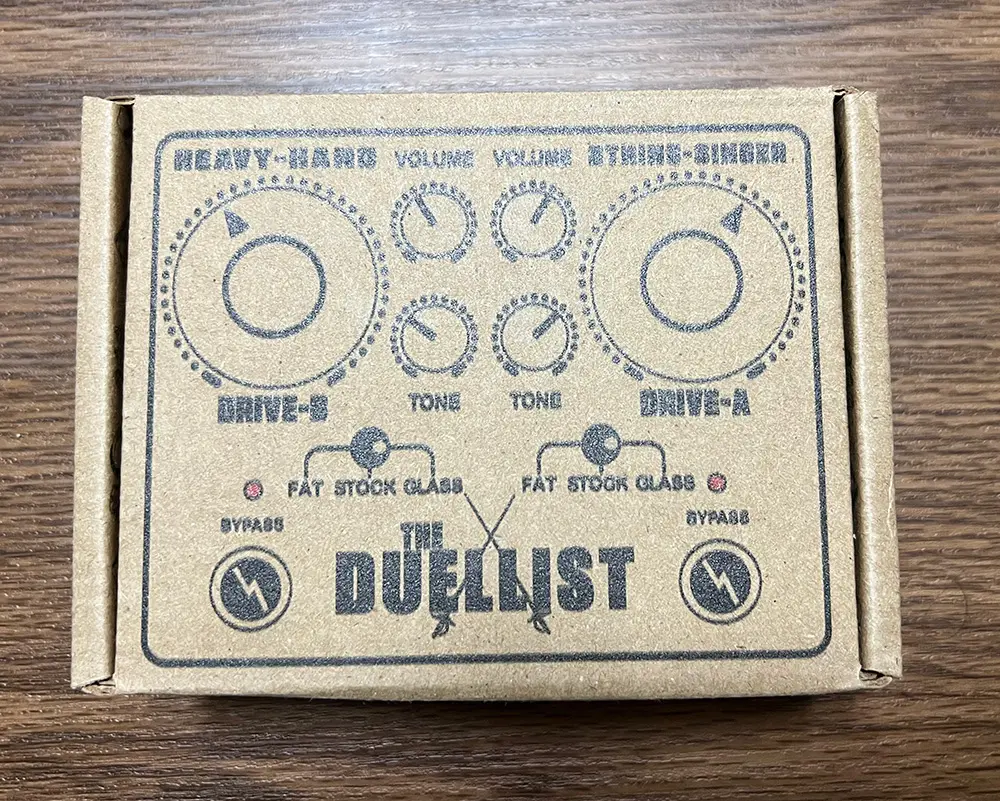 HEAVY-HAND VOLUME VOLUME STRING-SINGER
DRIVE-B TONE TONE DRIVE-A
FAT STOCK GLASS FAT STOCK GLASS
BYPASS BYPASS
THE
DUELLIST